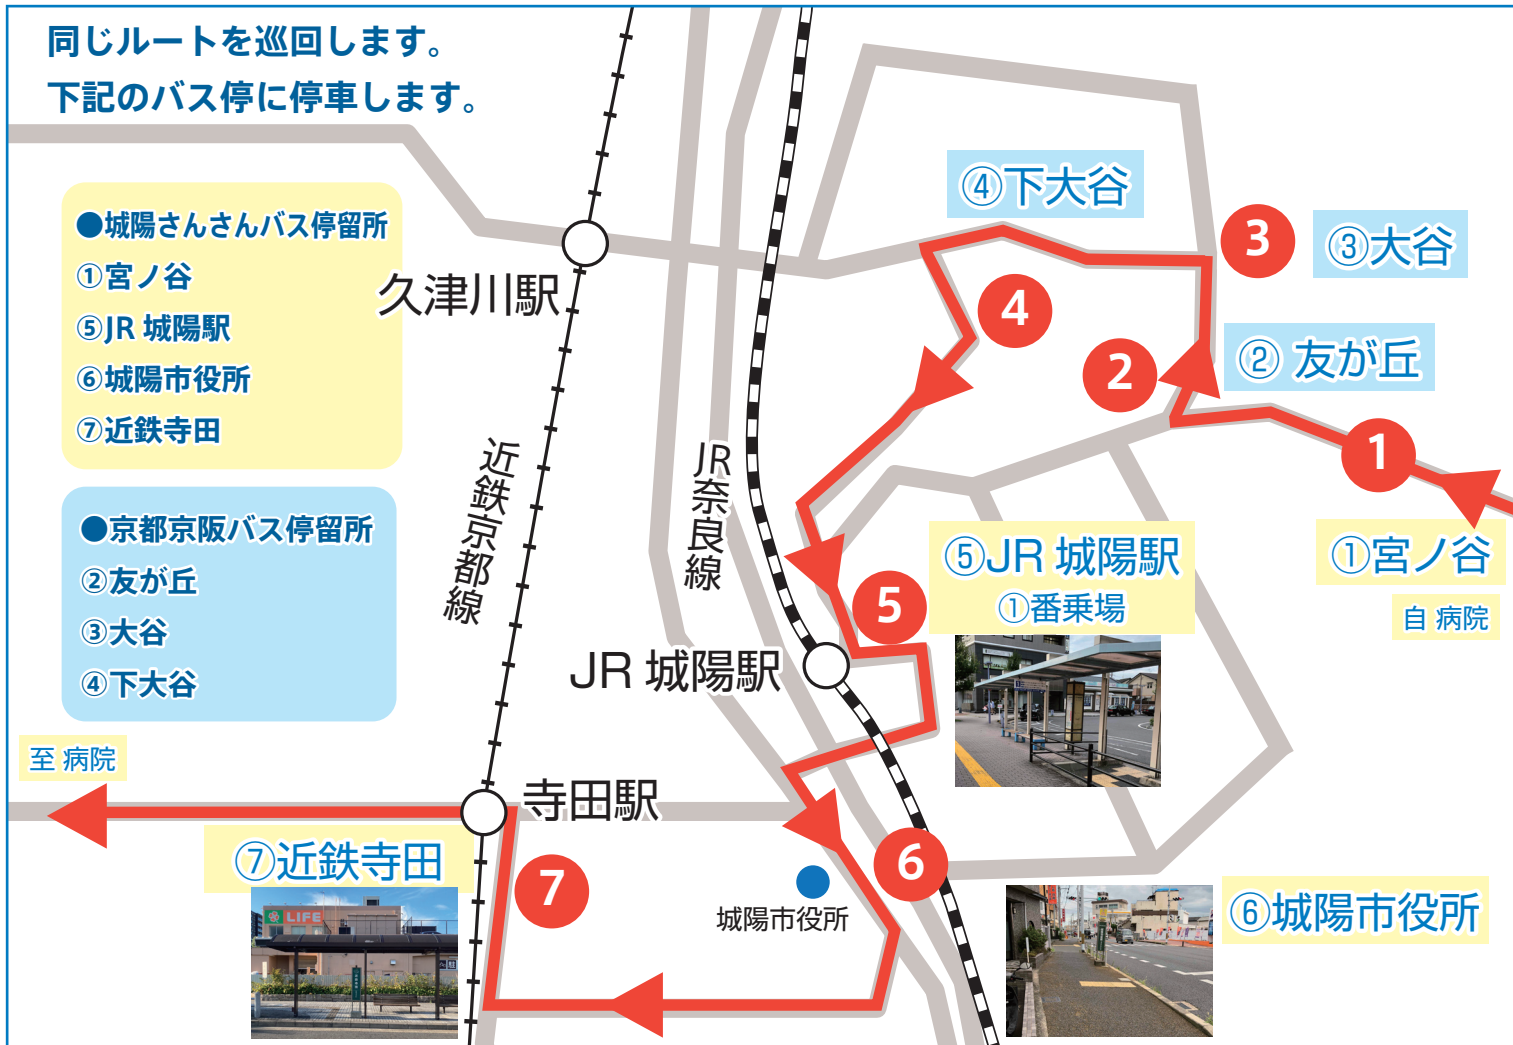 同じルートを巡回します。
下記のバス停に停車します。
●城陽さんさんバス停留所
①宮ノ谷
⑤JR 城陽駅
⑥城陽市役所
⑦近鉄寺田
●京都京阪バス停留所
②友が丘
③大谷
④下大谷
久津川駅
近鉄京都線
JR奈良線
④下大谷
3
③大谷
4
2
② 友が丘
1
①宮ノ谷
自 病院
⑤JR 城陽駅
①番乗場
5
JR 城陽駅
至 病院
寺田駅
⑦近鉄寺田
LIFE
7
6
城陽市役所
⑥城陽市役所